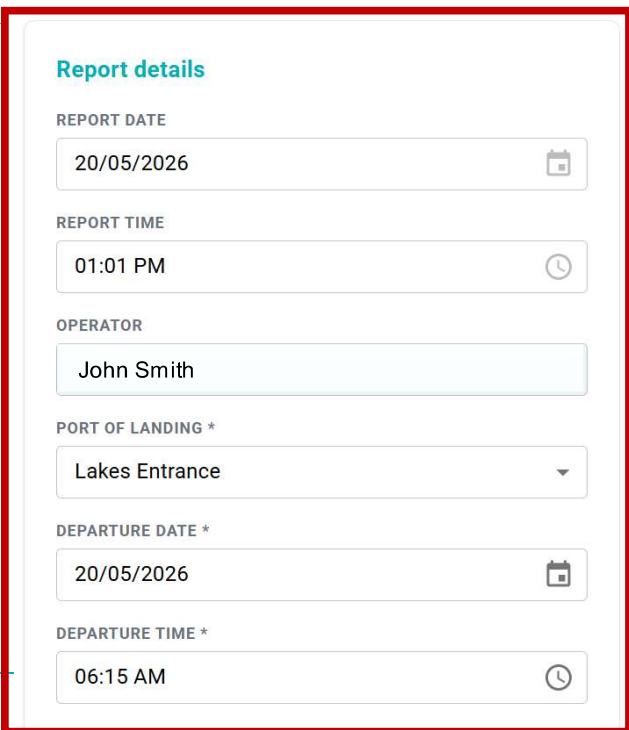 Report details
REPORT DATE
20/05/2026
REPORT TIME
01:01 PM
OPERATOR
John Smith
PORT OF LANDING *
Lakes Entrance
DEPARTURE DATE *
20/05/2026
DEPARTURE TIME *
06:15 AM